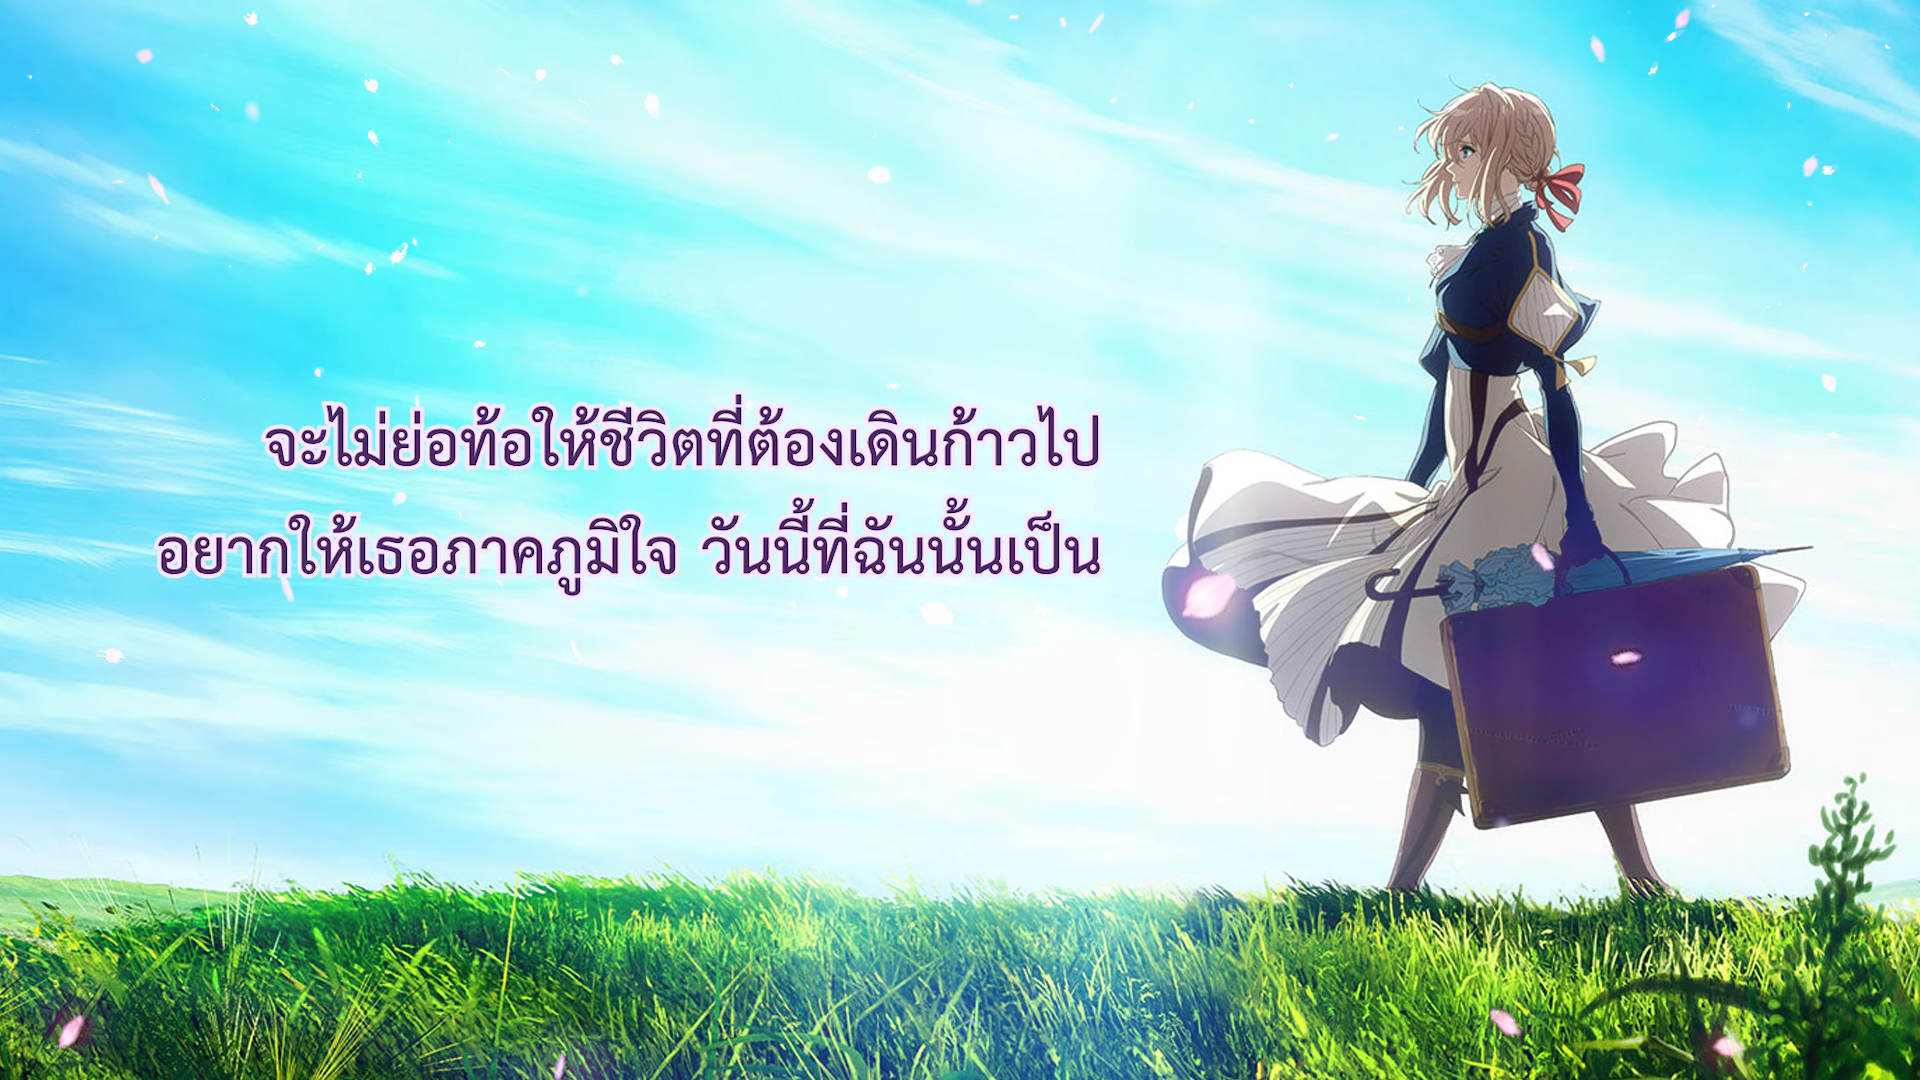 จะไม่ย่อท้อให้ชีวิตที่ต้องเดินก้าวไป
อยากให้เธอภาคภูมิใจ วันนี้ที่ฉันนั้นเป็น